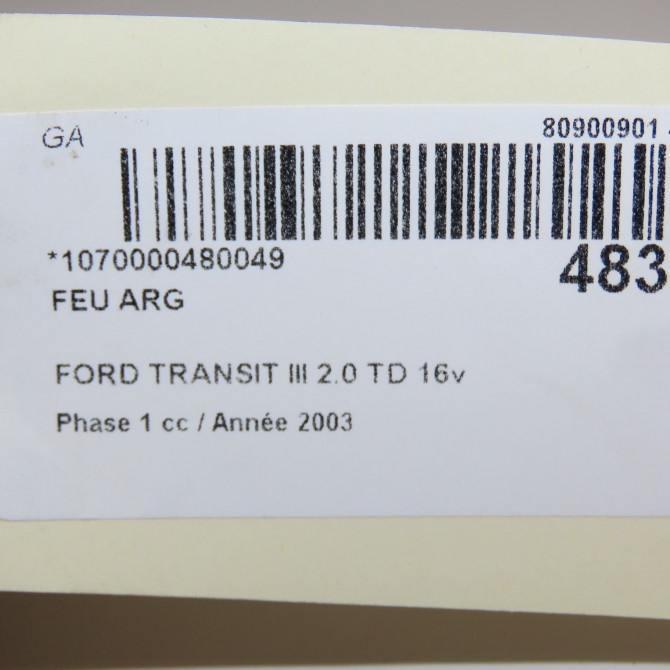 GA
80900901
*1070000480049
483
FEU ARG
FORD TRANSIT III 2.0 TD 16v
Phase 1 cc / Année 2003